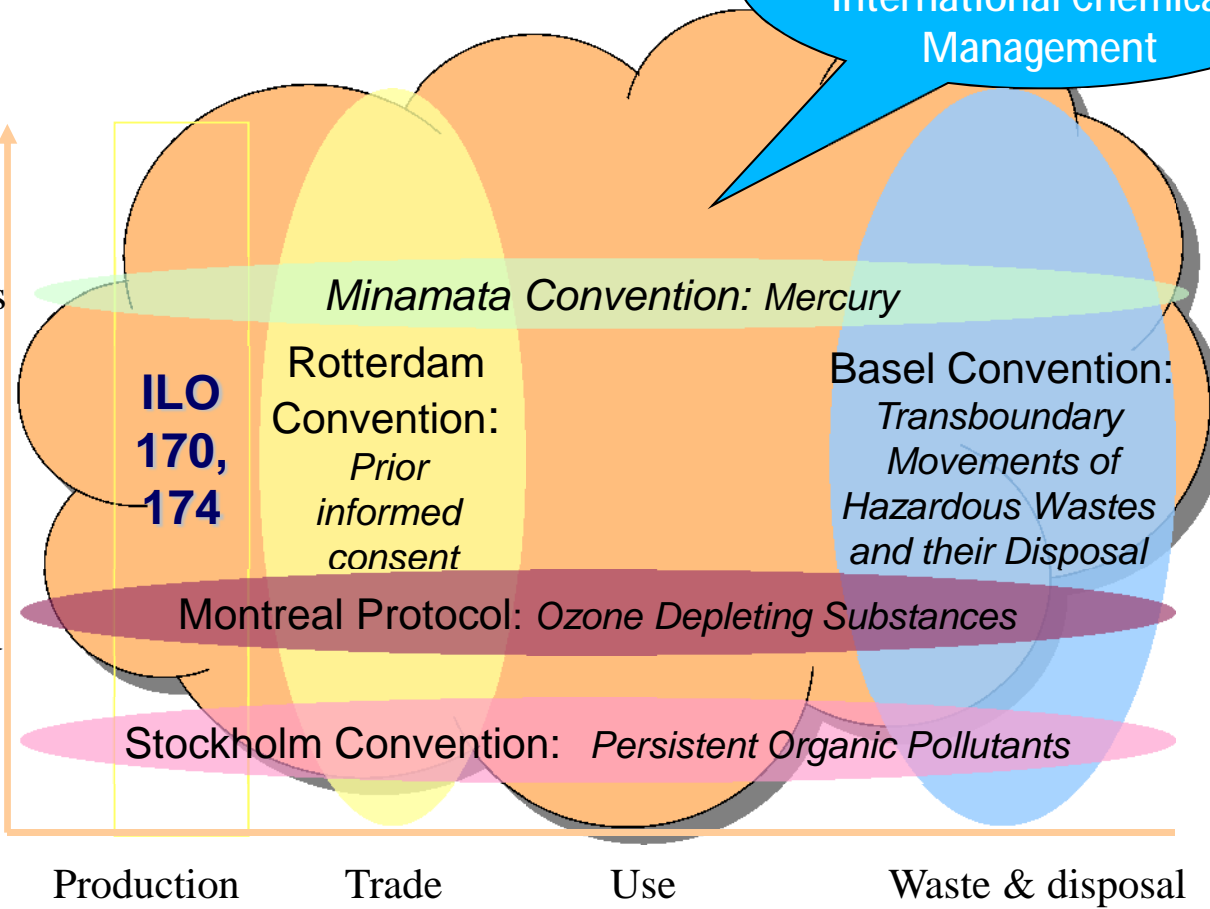 Management
Minamata Convention: Mercury
Rotterdam
Convention:
Prior
informed
consent
ILO
170,
174
Basel Convention:
Transboundary
Movements of
Hazardous Wastes
and their Disposal
Montreal Protocol: Ozone Depleting Substances
Stockholm Convention: Persistent Organic Pollutants
Production Trade Use Waste & disposal